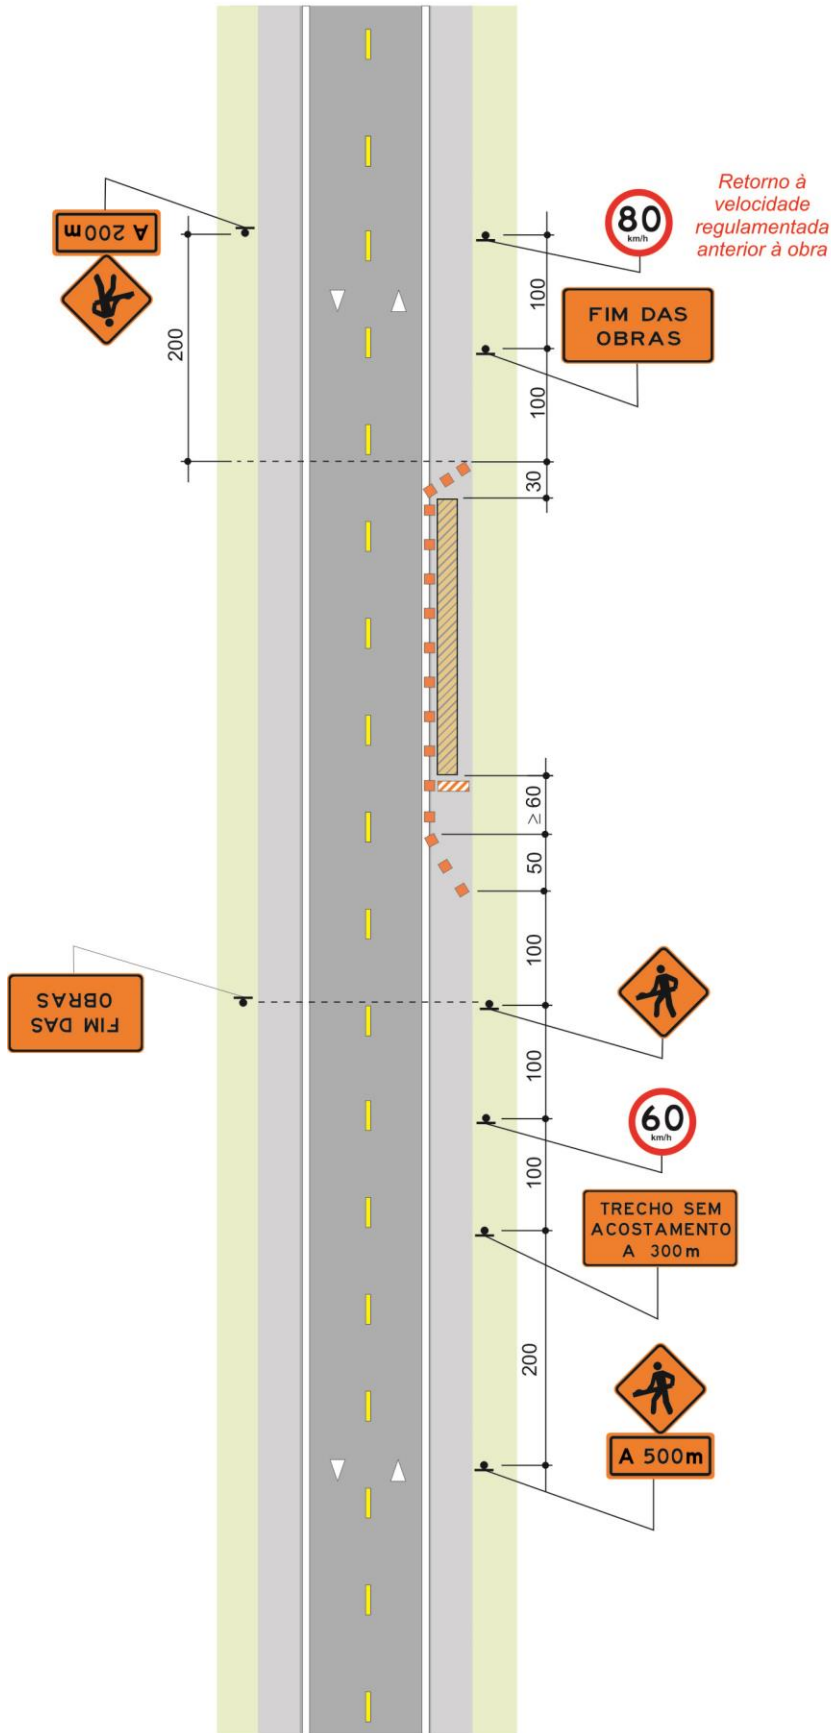 Retorno à
velocidade
regulamentada
anterior à obra
80
km/h
A 200m
100
200
FIM DAS
OBRAS
100
30
≥ 60
50
100
FIM DAS
OBRAS
100
60
km/h
100
TRECHO SEM
ACOSTAMENTO
A 300m
200
A 500m